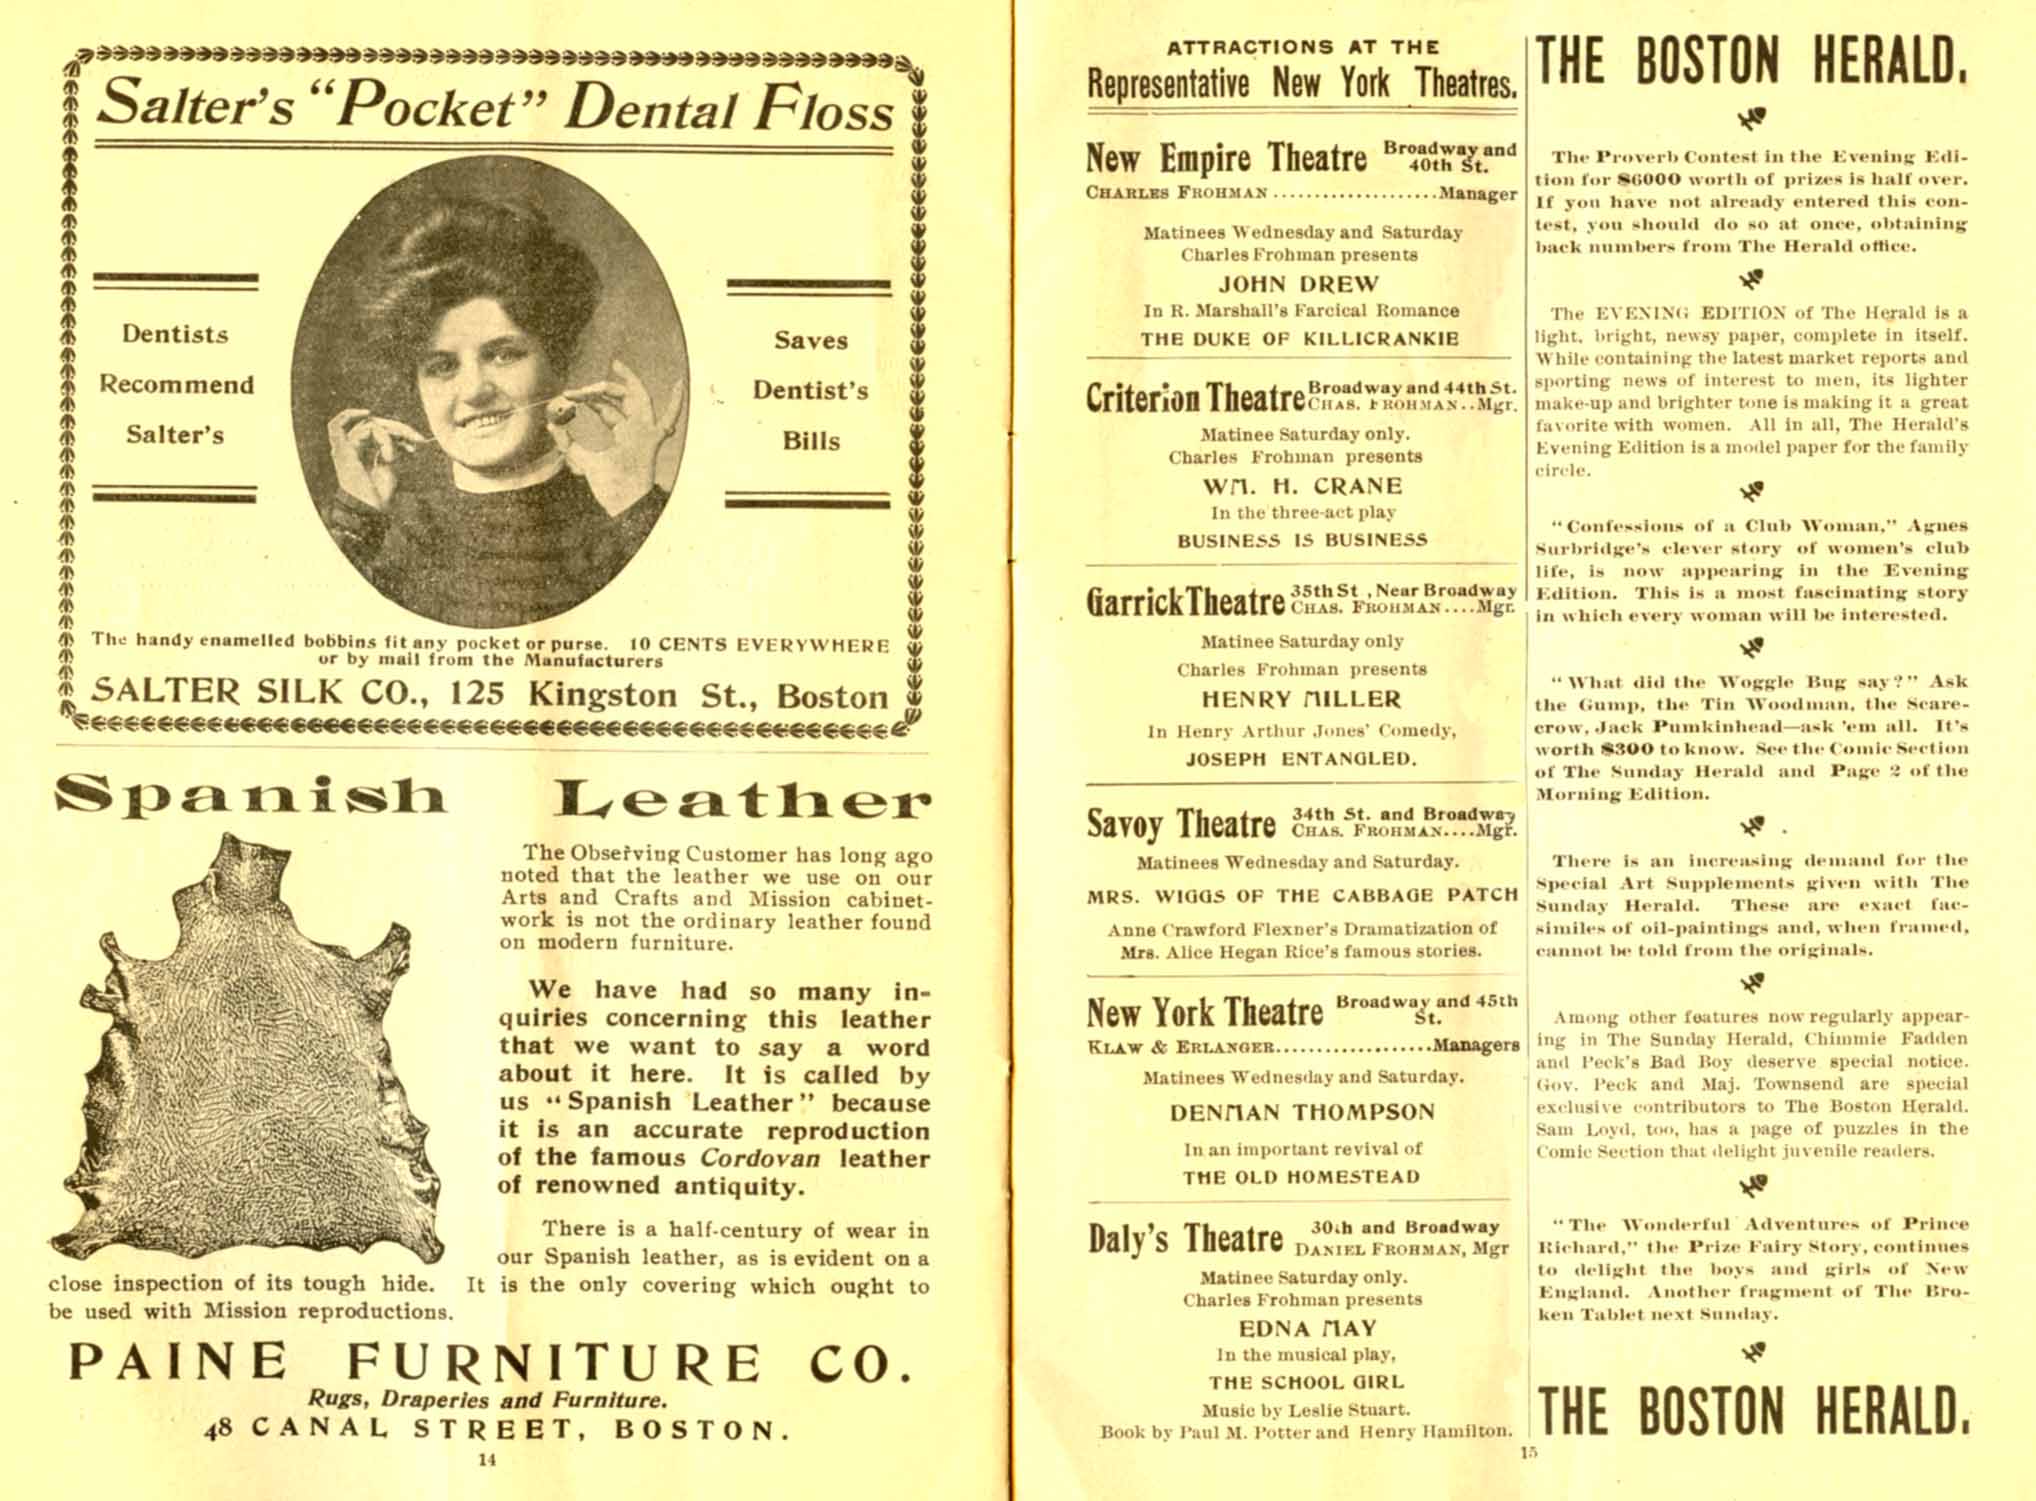 Salter's "Pocket" Dental Floss
Dentists
Recommend
Salter's
Saves
Dentist's
Bills
The handy enamelled bobbins fit any pocket or purse. 10 CENTS EVERYWHERE
or by mail from the Manufacturers
SALTER SILK CO., 125 Kingston St., Boston
Spanish Leather
The Observing Customer has long ago
noted that the leather we use on our
Arts and Crafts and Mission cabinet-
work is not the ordinary leather found
on modern furniture.
We have had so many in-
quiries concerning this leather
that we want to say a word
about it here. It is called by
us "Spanish Leather" because
it is an accurate reproduction
of the famous Cordovan leather
of renowned antiquity.
There is a half-century of wear in
our Spanish leather, as is evident on a
close inspection of its tough hide. It is the only covering which ought to
be used with Mission reproductions.
PAINE FURNITURE CO.
Rugs, Draperies and Furniture.
48 CANAL STREET, BOSTON.
14
ATTRACTIONS AT THE
Representative New York Theatres.
New Empire Theatre Broadway and
40th St.
CHARLES FROHMAN....................Manager
Matinees Wednesday and Saturday
Charles Frohman presents
JOHN DREW
In R. Marshall's Farcical Romance
THE DUKE OF KILLICRANKIE
Criterion Theatre Broadway and 44th St.
CHAS. FROHMAN..Mgr.
Matinee Saturday only.
Charles Frohman presents
WM. H. CRANE
In the three-act play
BUSINESS IS BUSINESS
Garrick Theatre 35th St , Near Broadway
CHAS. FROHMAN....Mgr.
Matinee Saturday only
Charles Frohman presents
HENRY MILLER
In Henry Arthur Jones' Comedy,
JOSEPH ENTANGLED.
Savoy Theatre 34th St. and Broadway
CHAS. FROHMAN....Mgr.
Matinees Wednesday and Saturday.
MRS. WIGGS OF THE CABBAGE PATCH
Anne Crawford Flexner's Dramatization of
Mrs. Alice Hegan Rice's famous stories.
New York Theatre Broadway and 45th
St.
KLAW & ERLANGER...................Managers
Matinees Wednesday and Saturday.
DENMAN THOMPSON
In an important revival of
THE OLD HOMESTEAD
Daly's Theatre 30th and Broadway
DANIEL FROHMAN, Mgr
Matinee Saturday only.
Charles Frohman presents
EDNA MAY
In the musical play,
THE SCHOOL GIRL
Music by Leslie Stuart.
Book by Paul M. Potter and Henry Hamilton.
THE BOSTON HERALD.
The Proverb Contest in the Evening Edi-
tion for $6000 worth of prizes is half over.
If you have not already entered this con-
test, you should do so at once, obtaining
back numbers from The Herald office.
The EVENING EDITION of The Herald is a
light, bright, newsy paper, complete in itself.
While containing the latest market reports and
sporting news of interest to men, its lighter
make-up and brighter tone is making it a great
favorite with women. All in all, The Herald's
Evening Edition is a model paper for the family
circle.
"Confessions of a Club Woman," Agnes
Surbridge's clever story of women's club
life, is now appearing in the Evening
Edition. This is a most fascinating story
in which every woman will be interested.
"What did the Woggle Bug say?" Ask
the Gump, the Tin Woodman, the Scare-
crow, Jack Pumkinhead—ask 'em all. It's
worth $300 to know. See the Comic Section
of The Sunday Herald and Page 2 of the
Morning Edition.
There is an increasing demand for the
Special Art Supplements given with The
Sunday Herald. These are exact fac-
similes of oil-paintings and, when framed,
cannot be told from the originals.
Among other features now regularly appear-
ing in The Sunday Herald, Chimmie Fadden
and Peck's Bad Boy deserve special notice.
Gov. Peck and Maj. Townsend are special
exclusive contributors to The Boston Herald.
Sam Loyd, too, has a page of puzzles in the
Comic Section that delight juvenile readers.
"The Wonderful Adventures of Prince
Richard," the Prize Fairy Story, continues
to delight the boys and girls of New
England. Another fragment of The Bro-
ken Tablet next Sunday.
THE BOSTON HERALD.
15